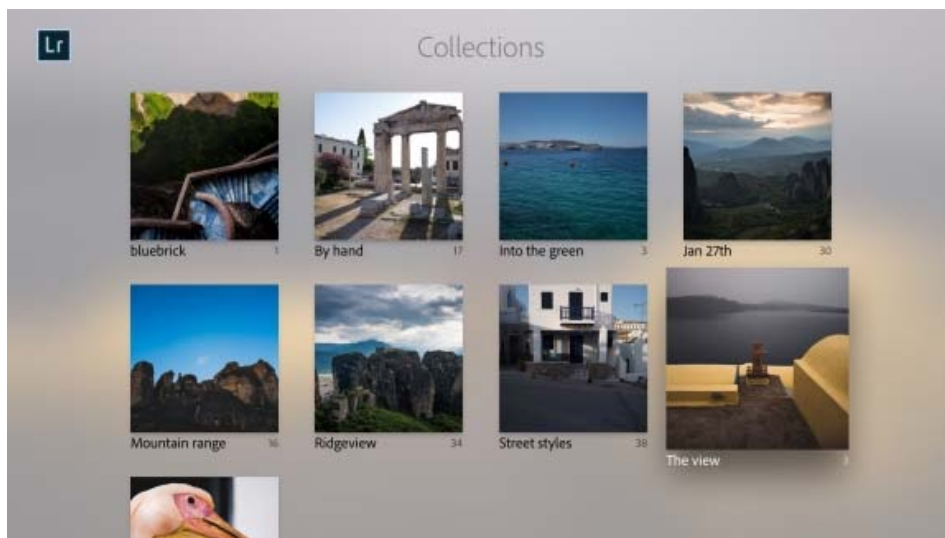 Lr
Collections
bluebrick 1
By hand 17
Into the green 3
Jan 27th 30
Mountain range 16
Ridgeview 34
Street styles 38
The view